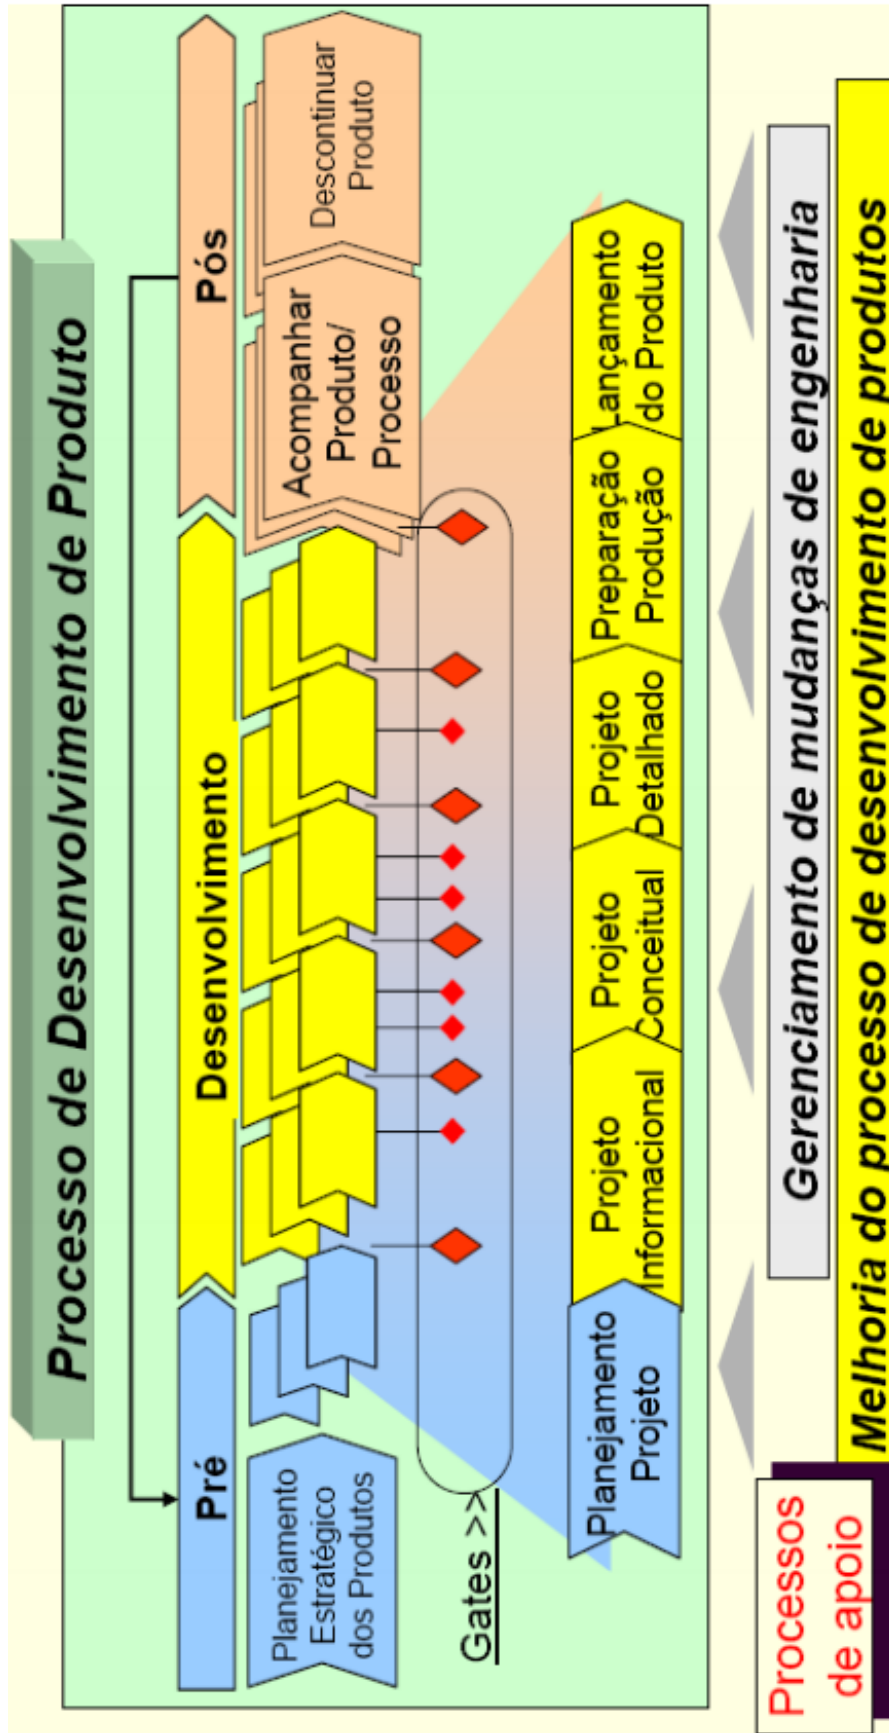 Processo de Desenvolvimento de Produto
Pré
Desenvolvimento
Pós
Planejamento
Estratégico
dos Produtos
Acompanhar
Produto/
Processo
Descontinuar
Produto
Gates >>
Planejamento
Projeto
Projeto
Informacional
Projeto
Conceitual
Projeto
Detalhado
Preparação
Produção
Lançamento
do Produto
Processos
de apoio
Gerenciamento de mudanças de engenharia
Melhoria do processo de desenvolvimento de produtos